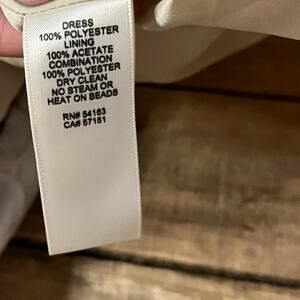 DRESS
100% POLYESTER
LINING
100% ACETATE
COMBINATION
100% POLYESTER
DRY CLEAN
NO STEAM OR
HEAT ON BEADS
RN# 54163
CA# 57151